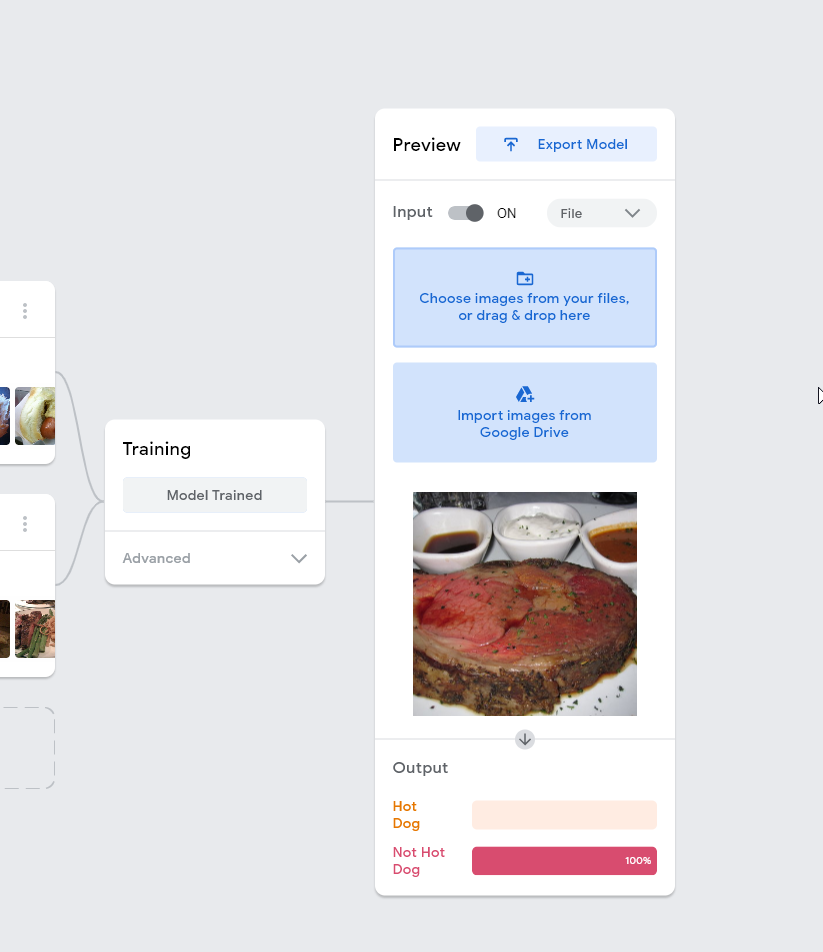 Preview
Export Model
Input
ON
File
Choose images from your files,
or drag & drop here
Import images from
Google Drive
Training
Model Trained
Advanced
Output
Hot
Dog
Not Hot
Dog
100%